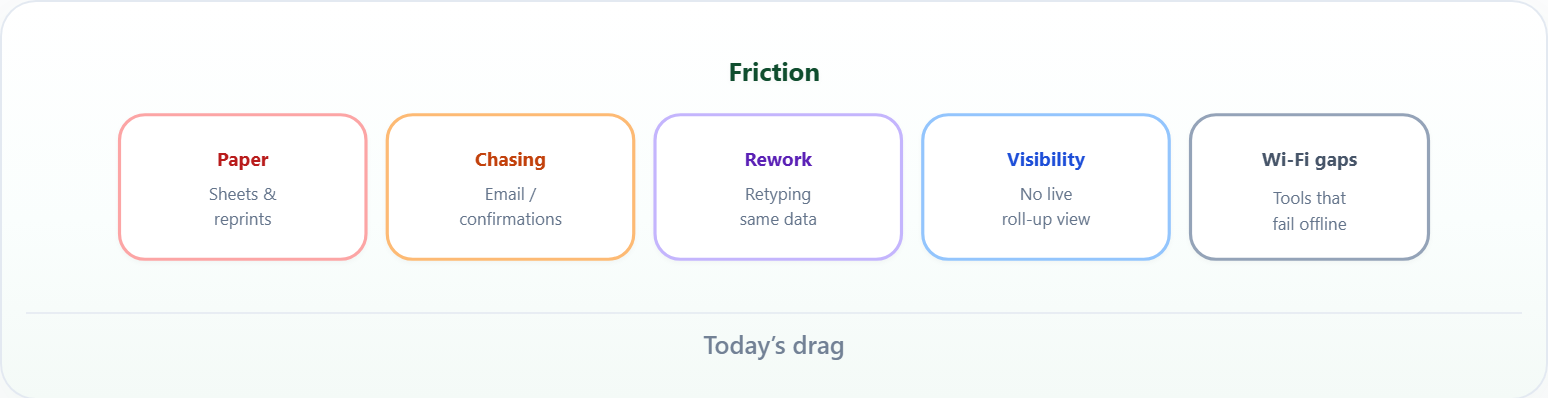 Friction
Paper
Sheets &
reprints
Chasing
Email /
confirmations
Rework
Retyping
same data
Visibility
No live
roll-up view
Wi-Fi gaps
Tools that
fail offline
Today’s drag